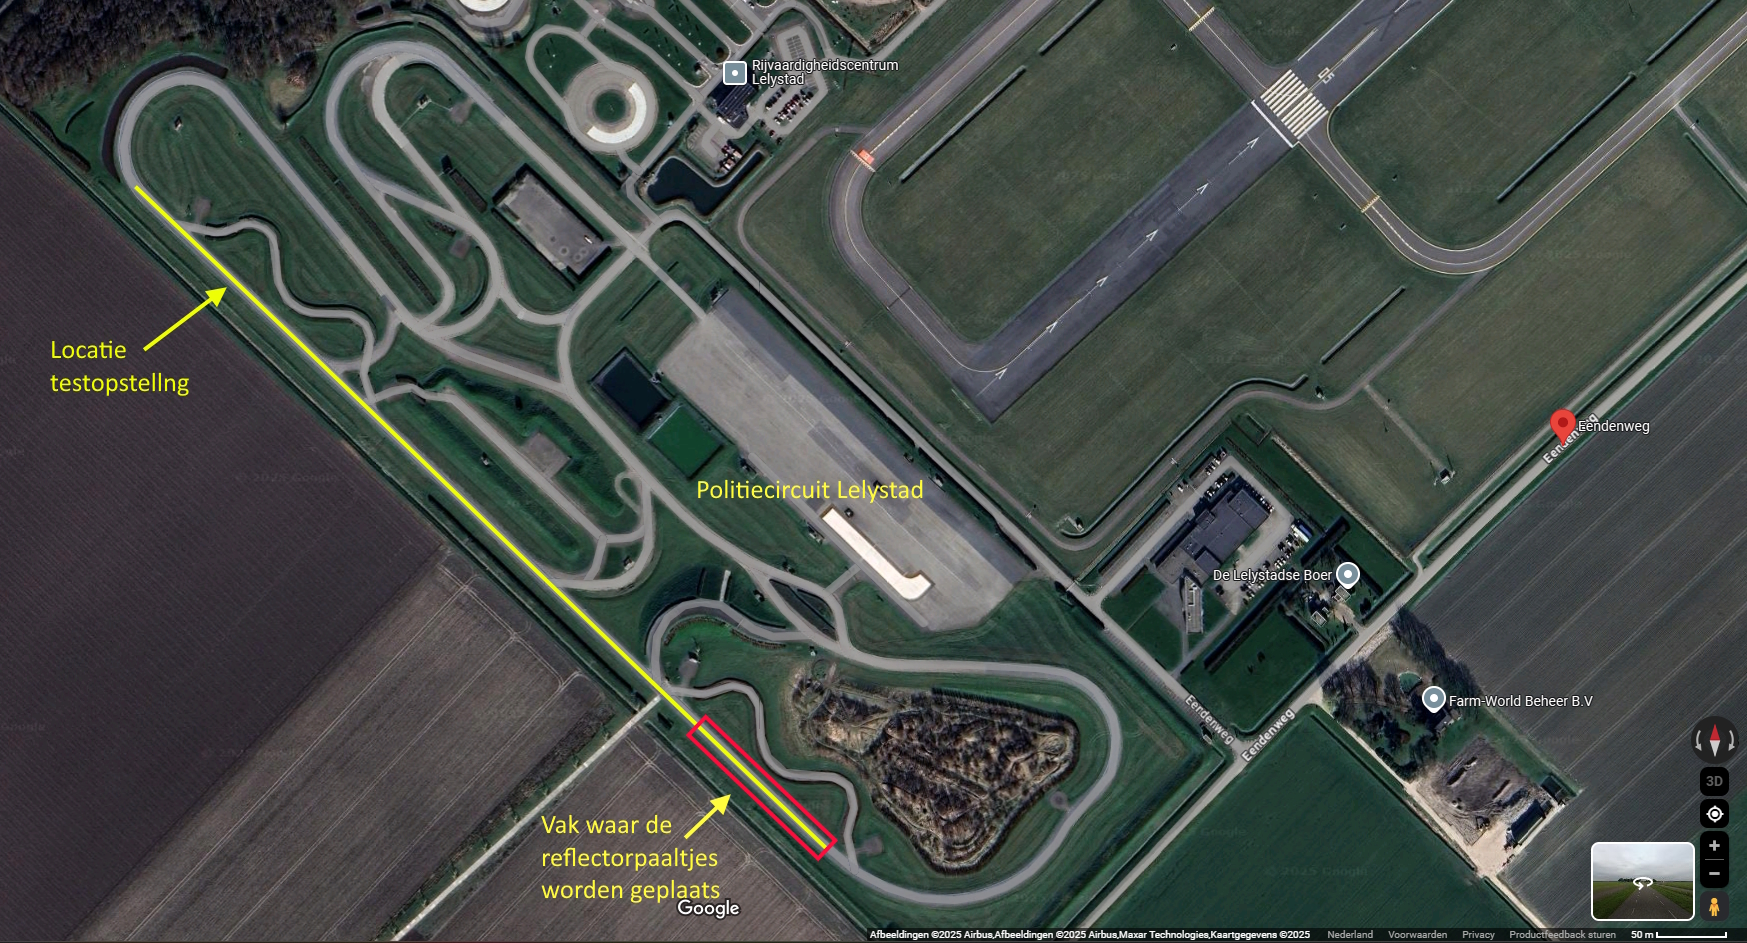 Rijvaardigheidscentrum
Lelystad
25
Locatie
testopstellng
Eendenweg
Eendenweg
Politiecircuit Lelystad
De Lelystadse Boer
Farm-World Beheer B.V
Eendenweg
Eendenweg
Vak waar de
reflectorpaaltjes
worden geplaats
3D
+
−
Google
Afbeeldingen ©2025 Airbus,Afbeeldingen ©2025 Airbus,Maxar Technologies,Kaartgegevens ©2025
Nederland
Voorwaarden
Privacy
Productfeedback sturen
50 m